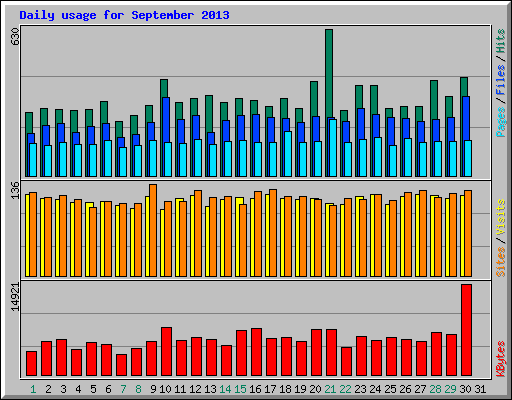 Daily usage for September 2013
630
Pages / Files / Hits
136
Sites / Visits
14921
KBytes
1 2 3 4 5 6 7 8 9 10 11 12 13 14 15 16 17 18 19 20 21 22 23 24 25 26 27 28 29 30 31